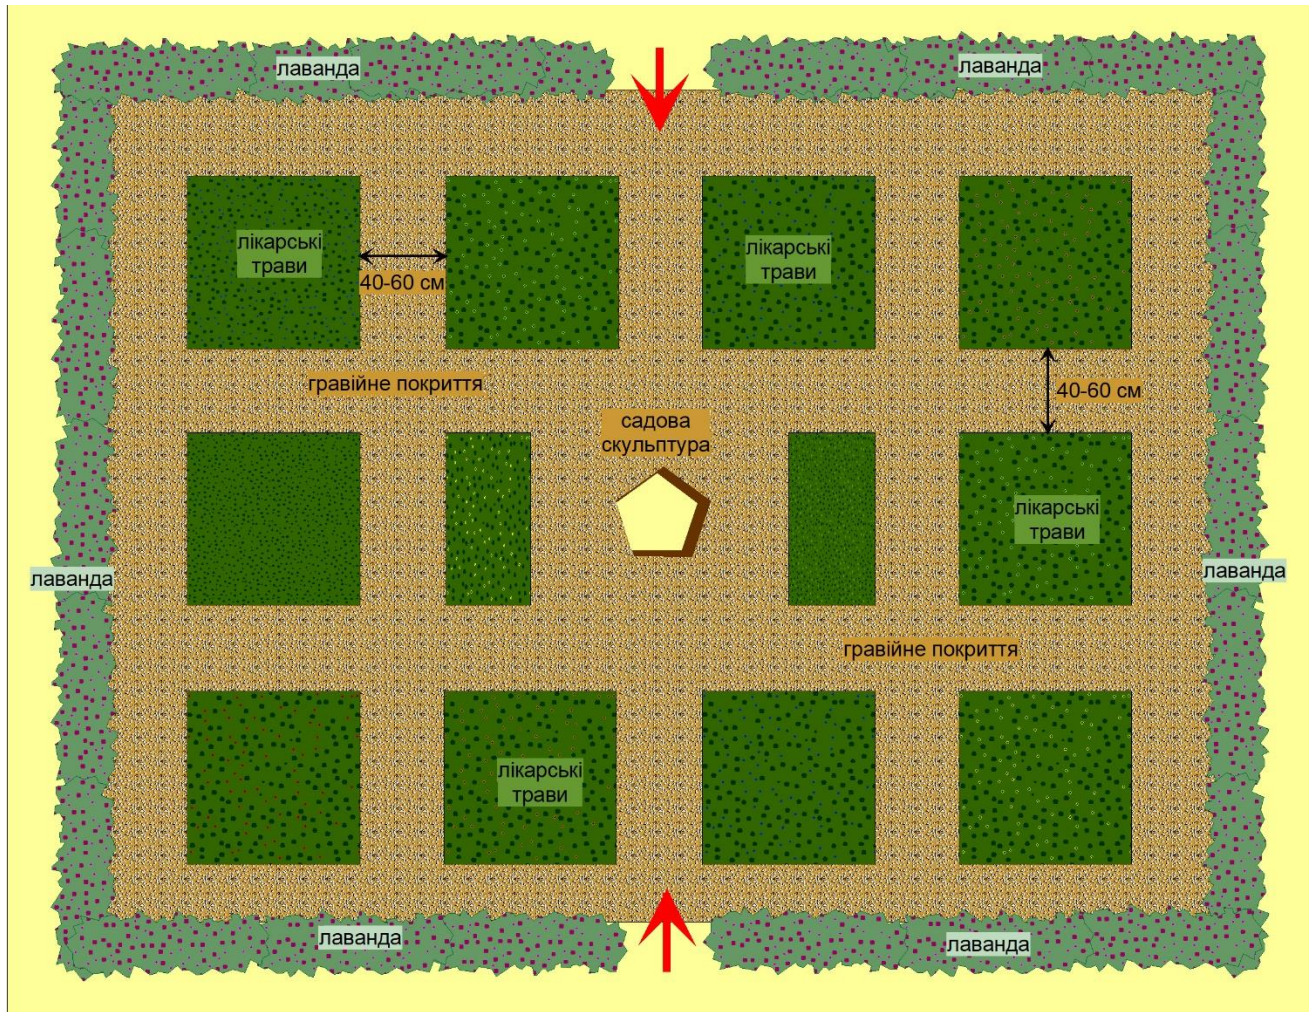 лаванда
лаванда
лікарські
трави
лікарські
трави
40-60 см
гравійне покриття
40-60 см
садова
скульптура
лікарські
трави
лаванда
лаванда
гравійне покриття
лікарські
трави
лаванда
лаванда